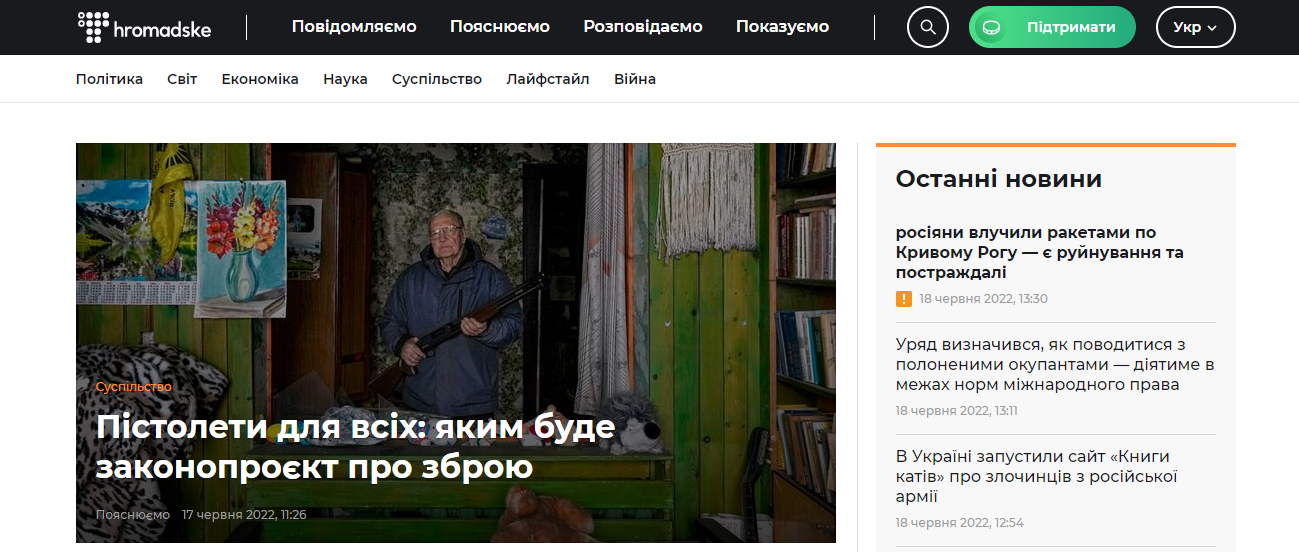 hromadske
Повідомляємо
Пояснюємо
Розповідаємо
Показуємо
Підтримати
Укр
Політика
Світ
Економіка
Наука
Суспільство
Лайфстайл
Війна
Суспільство
Пістолети для всіх: яким буде
законопроєкт про зброю
Пояснюємо 17 червня 2022, 11:26
Останні новини
росіяни влучили ракетами по
Кривому Рогу — є руйнування та
постраждалі
18 червня 2022, 13:30
Уряд визначився, як поводитися з
полоненими окупантами — діятиме в
межах норм міжнародного права
18 червня 2022, 13:11
В Україні запустили сайт «Книги
катів» про злочинців з російської
армії
18 червня 2022, 12:54